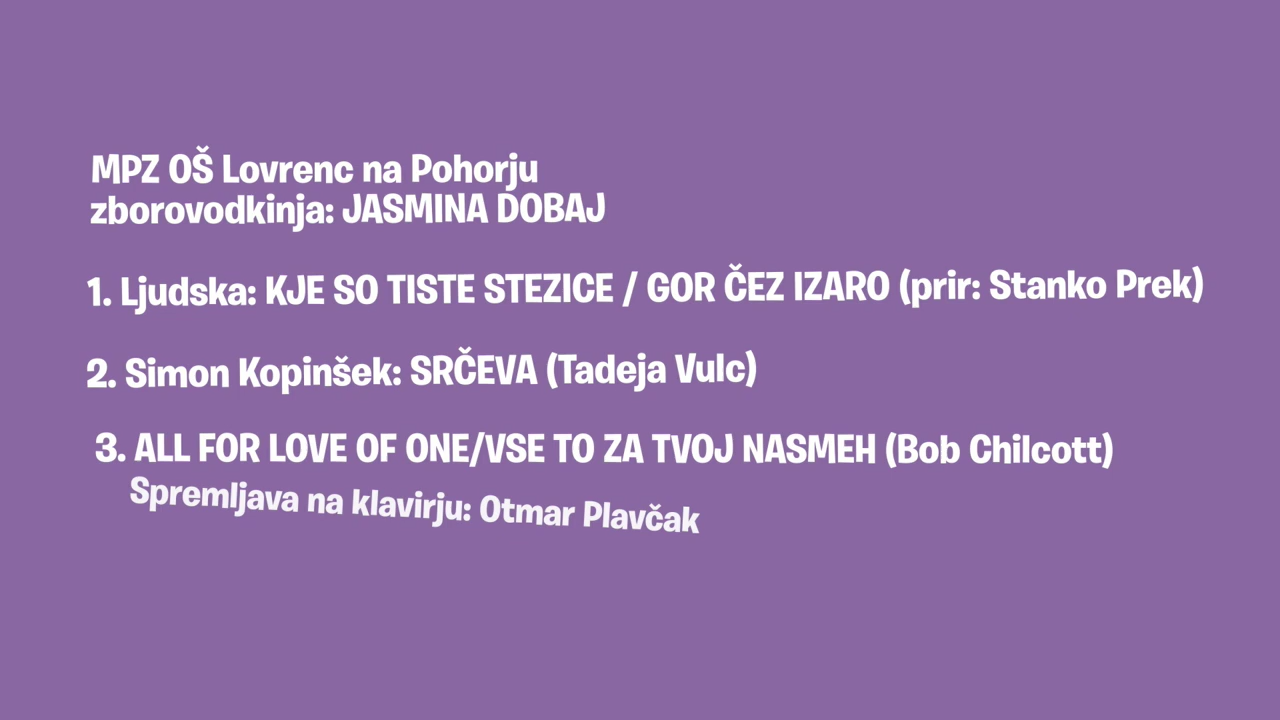 MPZ OŠ Lovrenc na Pohorju
zborovodkinja: JASMINA DOBAJ
1. Ljudska: KJE SO TISTE STEZICE / GOR ČEZ IZARO (prir: Stanko Prek)
2. Simon Kopinšek: SRČEVA (Tadeja Vulc)
3. ALL FOR LOVE OF ONE/VSE TO ZA TVOJ NASMEH (Bob Chilcott)
Spremljava na klavirju: Otmar Plavčak